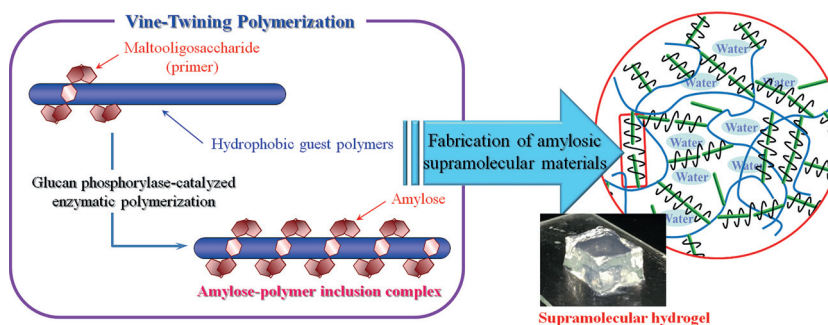 Vine-Twining Polymerization
Maltooligosaccharide
(primer)
Hydrophobic guest polymers
Glucan phosphorylase-catalyzed
enzymatic polymerization
Amylose
Amylose-polymer inclusion complex
Fabrication of amylosic
supramolecular materials
Water
Water
Water
Water
Water
Water
Water
Water
Supramolecular hydrogel